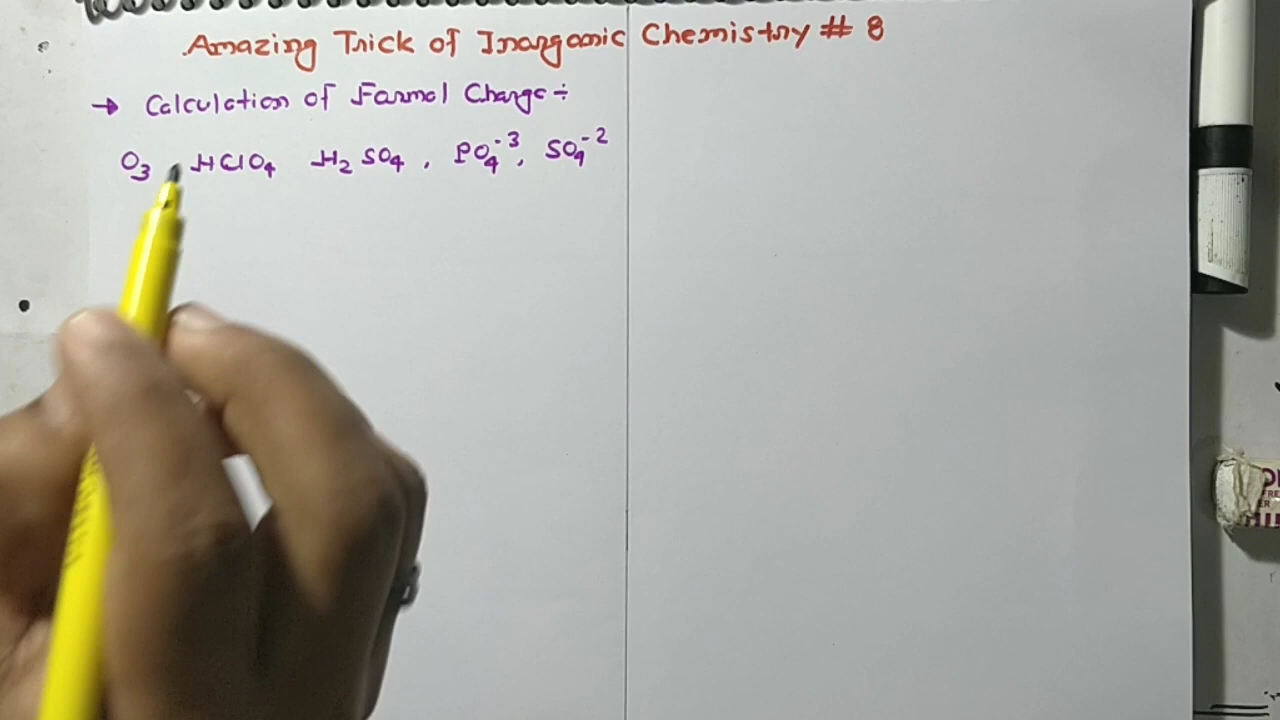 Amazing Trick of Inorganic Chemistry # 8
→ Calculation of Formal Charge ÷
O₃ HClO₄ H₂SO₄, PO₄⁻³, SO₄⁻²